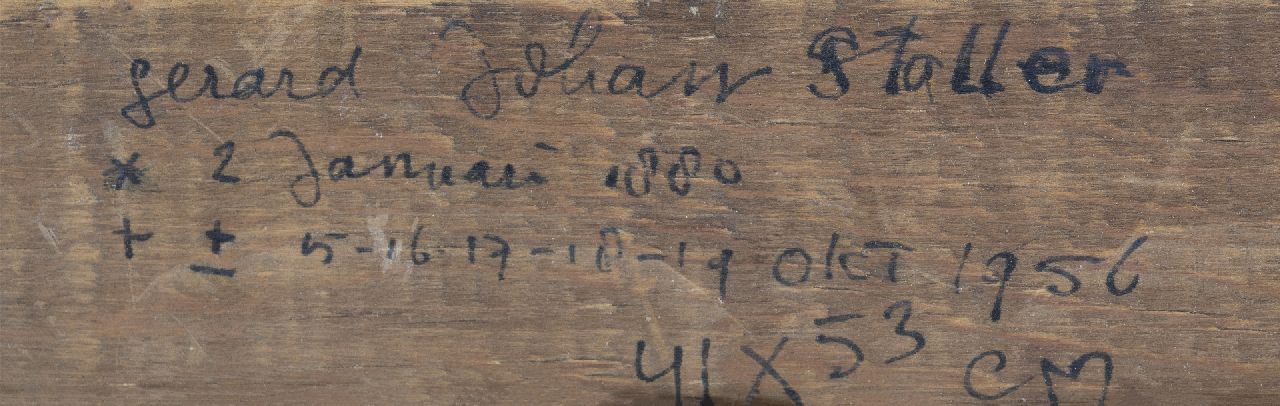 gerard Johan Staller
* 2 Januari 1880
+ ± 5-16-17-18-19 okt 1956
41 X 53 CM